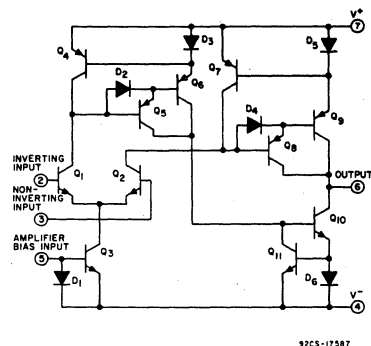 V+
7
Q4
D3
Q7
D5
D2
Q6
Q5
D4
Q9
Q8
INVERTING
INPUT
2
Q1
Q2
OUTPUT
6
NON-
INVERTING
INPUT
3
Q10
AMPLIFIER
BIAS INPUT
5
Q3
Q11
D1
D6
V-
4
92CS-17587